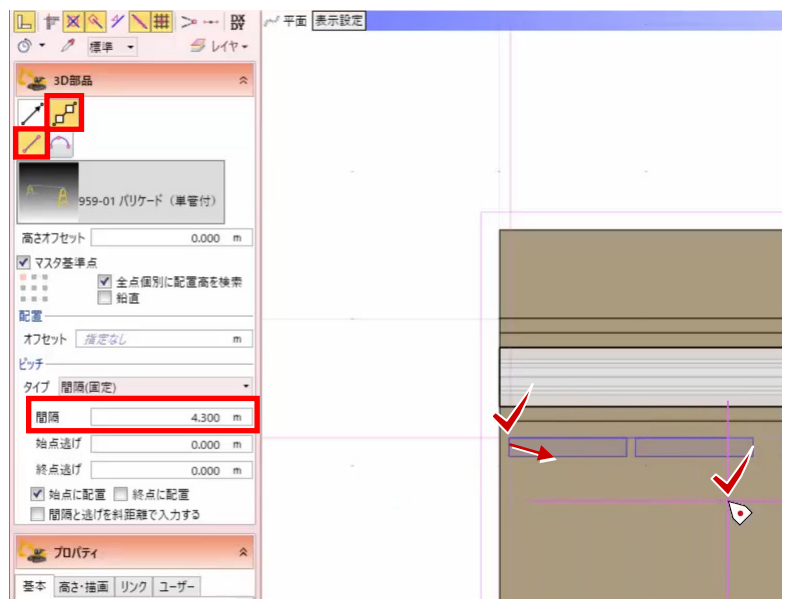 DX
DY
平面 表示設定
標準 レイヤ
3D部品
959-01 バリケード（単管付）
高さオフセット 0.000 m
マスタ基準点
全点個別に配置高を検索
鉛直
配置
オフセット 指定なし m
ピッチ
タイプ 間隔(固定)
間隔 4.300 m
始点逃げ 0.000 m
終点逃げ 0.000 m
始点に配置 終点に配置
間隔と逃げを斜距離で入力する
プロパティ
基本 高さ・描画 リンク ユーザー